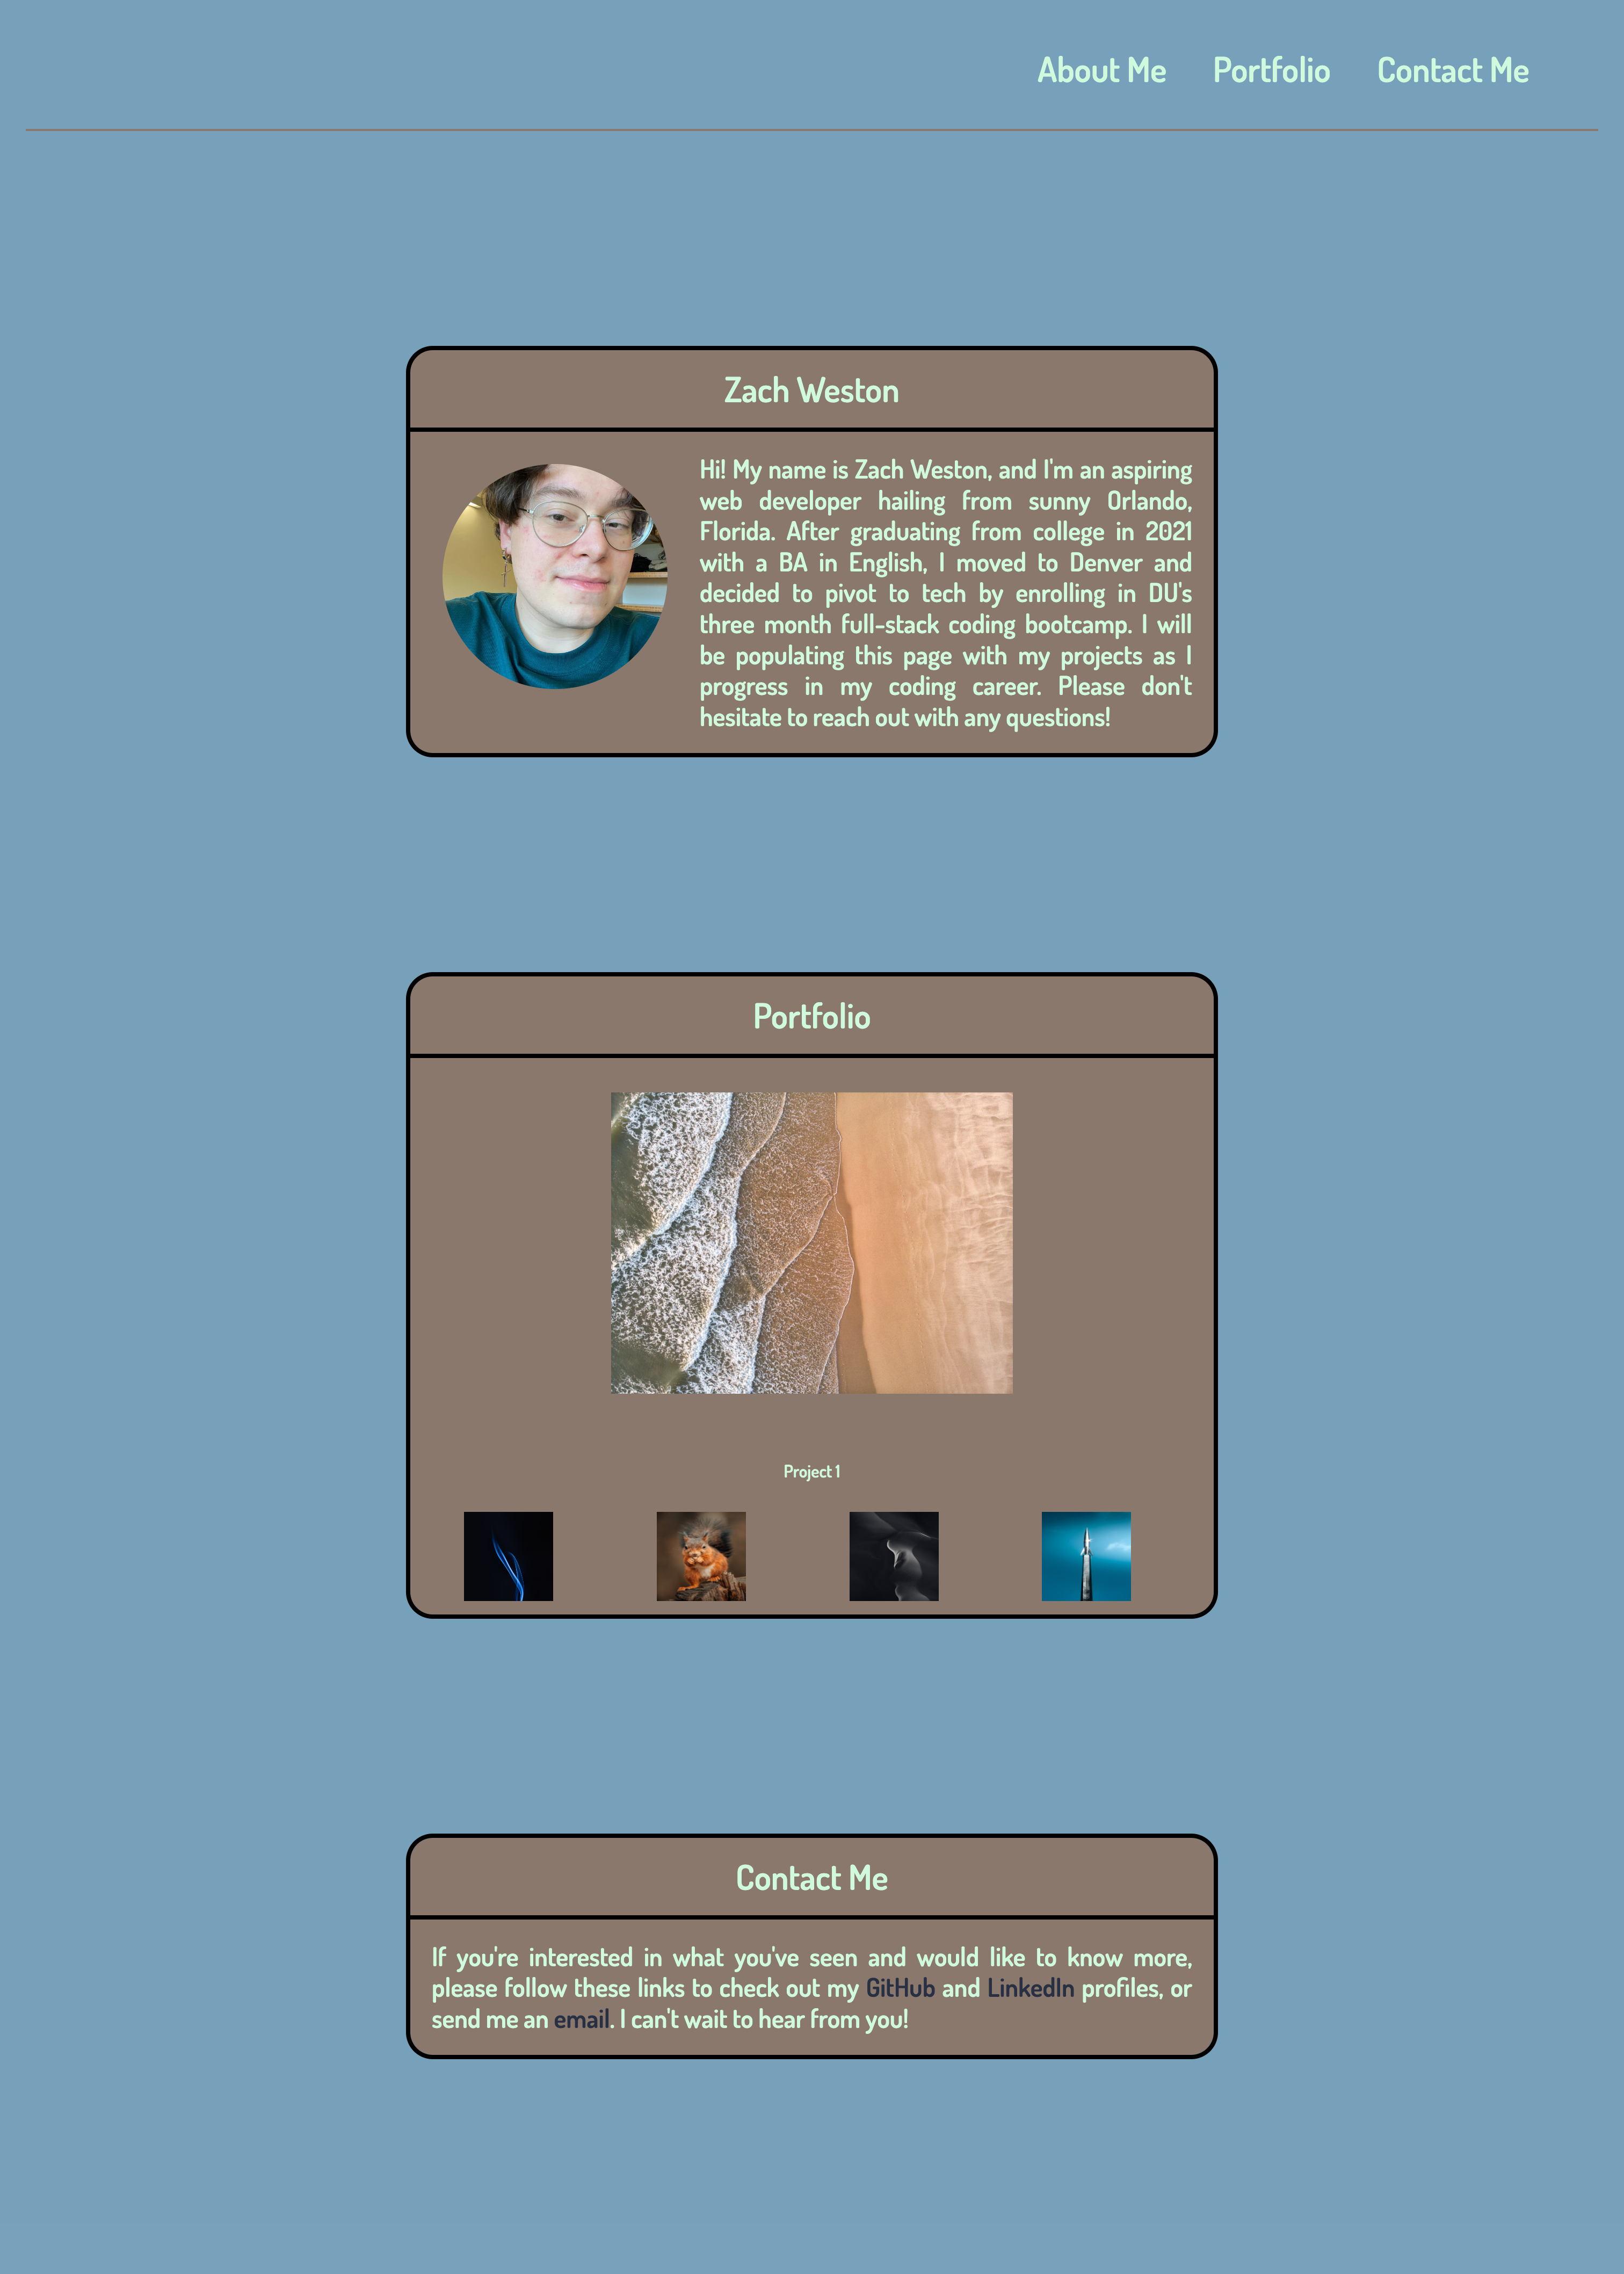 About Me Portfolio Contact Me
Zach Weston
Hi! My name is Zach Weston, and I'm an aspiring
web developer hailing from sunny Orlando,
Florida. After graduating from college in 2021
with a BA in English, I moved to Denver and
decided to pivot to tech by enrolling in DU's
three month full-stack coding bootcamp. I will
be populating this page with my projects as I
progress in my coding career. Please don't
hesitate to reach out with any questions!
Portfolio
Project 1
Contact Me
If you're interested in what you've seen and would like to know more,
please follow these links to check out my GitHub and LinkedIn profiles, or
send me an email. I can't wait to hear from you!